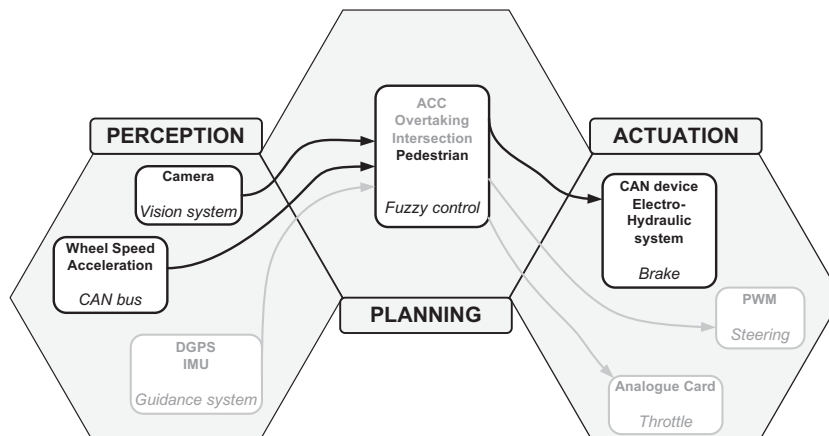 PERCEPTION
Camera
Vision system
Wheel Speed
Acceleration
CAN bus
DGPS
IMU
Guidance system
ACC
Overtaking
Intersection
Pedestrian
Fuzzy control
PLANNING
ACTUATION
CAN device
Electro-
Hydraulic
system
Brake
PWM
Steering
Analogue Card
Throttle